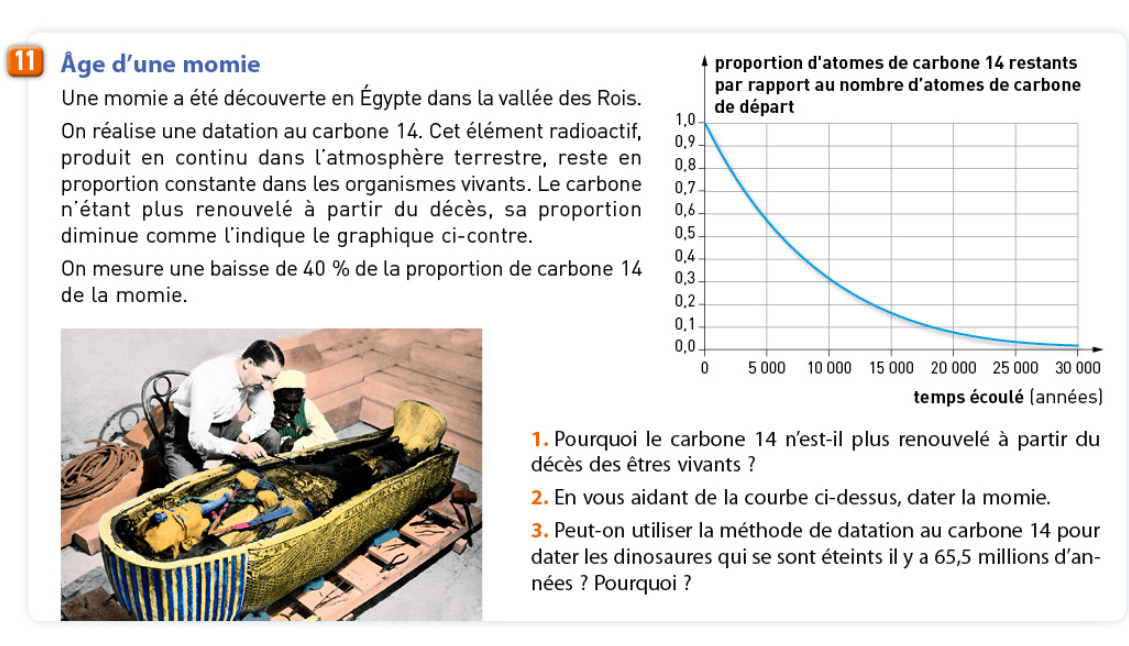 11 Âge d'une momie
Une momie a été découverte en Égypte dans la vallée des Rois.
On réalise une datation au carbone 14. Cet élément radioactif,
produit en continu dans l'atmosphère terrestre, reste en
proportion constante dans les organismes vivants. Le carbone
n'étant plus renouvelé à partir du décès, sa proportion
diminue comme l'indique le graphique ci-contre.
On mesure une baisse de 40 % de la proportion de carbone 14
de la momie.
proportion d'atomes de carbone 14 restants
par rapport au nombre d'atomes de carbone
de départ
1,0
0,9
0,8
0,7
0,6
0,5
0,4
0,3
0,2
0,1
0,0
0 5 000 10 000 15 000 20 000 25 000 30 000
temps écoulé (années)
1. Pourquoi le carbone 14 n'est-il plus renouvelé à partir du
décès des êtres vivants ?
2. En vous aidant de la courbe ci-dessus, dater la momie.
3. Peut-on utiliser la méthode de datation au carbone 14 pour
dater les dinosaures qui se sont éteints il y a 65,5 millions d'an-
nées ? Pourquoi ?